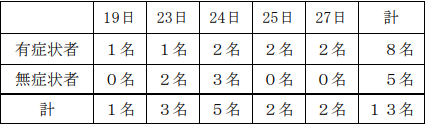 19日 23日 24日 25日 27日 計
有症状者 1名 1名 2名 2名 2名 8名
無症状者 0名 2名 3名 0名 0名 5名
計 1名 3名 5名 2名 2名 13名